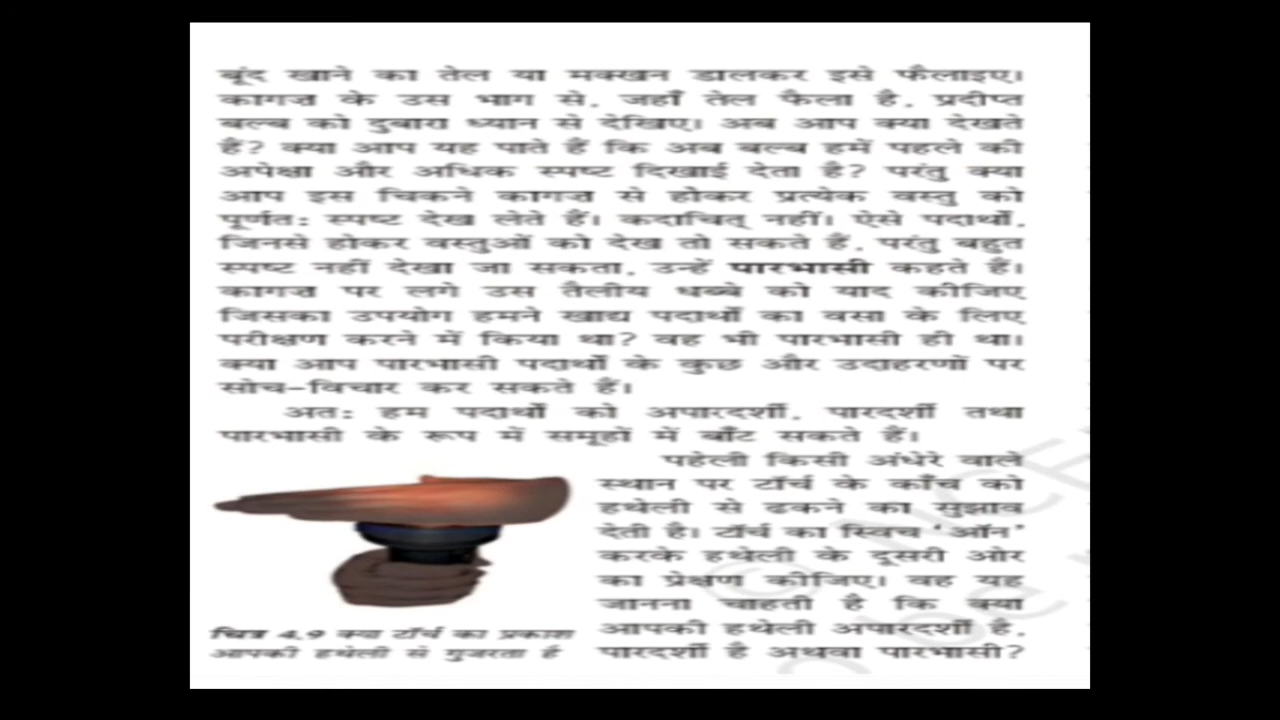 बूंद खाने का तेल या मक्खन डालकर इसे फैलाइए।
कागज़ के उस भाग से, जहाँ तेल फैला है, प्रदीप्त
बल्ब को दुबारा ध्यान से देखिए। अब आप क्या देखते
हैं? क्या आप यह पाते हैं कि अब बल्ब हमें पहले की
अपेक्षा और अधिक स्पष्ट दिखाई देता है? परंतु क्या
आप इस चिकने कागज़ से होकर प्रत्येक वस्तु को
पूर्णत: स्पष्ट देख लेते हैं। कदाचित् नहीं। ऐसे पदार्थों,
जिनसे होकर वस्तुओं को देख तो सकते हैं, परंतु बहुत
स्पष्ट नहीं देखा जा सकता, उन्हें पारभासी कहते हैं।
कागज़ पर लगे उस तैलीय धब्बे को याद कीजिए
जिसका उपयोग हमने खाद्य पदार्थों का वसा के लिए
परीक्षण करने में किया था? वह भी पारभासी ही था।
क्या आप पारभासी पदार्थों के कुछ और उदाहरणों पर
सोच-विचार कर सकते हैं।
अत: हम पदार्थों को अपारदर्शी, पारदर्शी तथा
पारभासी के रूप में समूहों में बाँट सकते हैं।
पहेली किसी अंधेरे वाले
स्थान पर टॉर्च के काँच को
हथेली से ढकने का सुझाव
देती है। टॉर्च का स्विच 'ऑन'
करके हथेली के दूसरी ओर
का प्रेक्षण कीजिए। वह यह
जानना चाहती है कि क्या
आपकी हथेली अपारदर्शी है,
पारदर्शी है अथवा पारभासी?
चित्र 4.9 क्या टॉर्च का प्रकाश
आपकी हथेली से गुजरता है